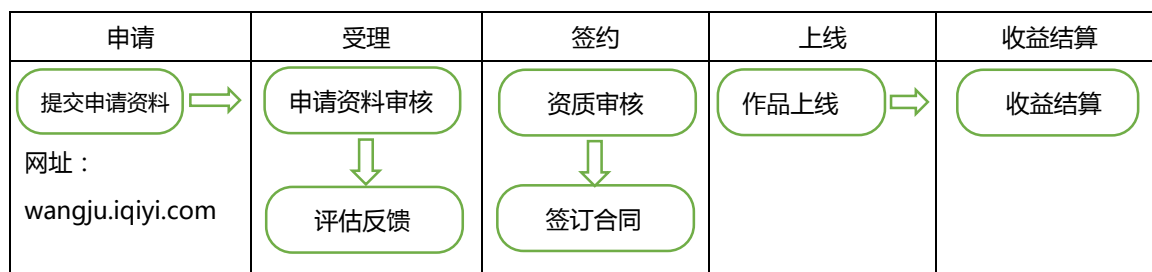 申请
受理
签约
上线
收益结算
提交申请资料
网址：
wangju.iqiyi.com
申请资料审核
评估反馈
资质审核
签订合同
作品上线
收益结算